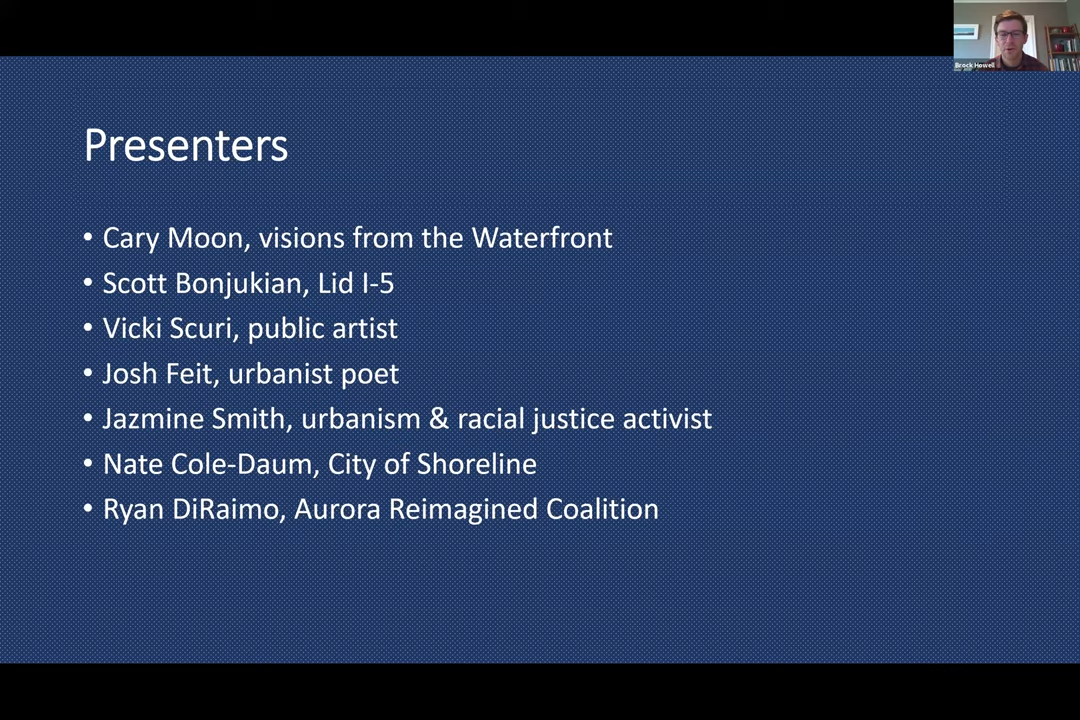 Brock Howell
Presenters
• Cary Moon, visions from the Waterfront
• Scott Bonjukian, Lid I-5
• Vicki Scuri, public artist
• Josh Feit, urbanist poet
• Jazmine Smith, urbanism & racial justice activist
• Nate Cole-Daum, City of Shoreline
• Ryan DiRaimo, Aurora Reimagined Coalition